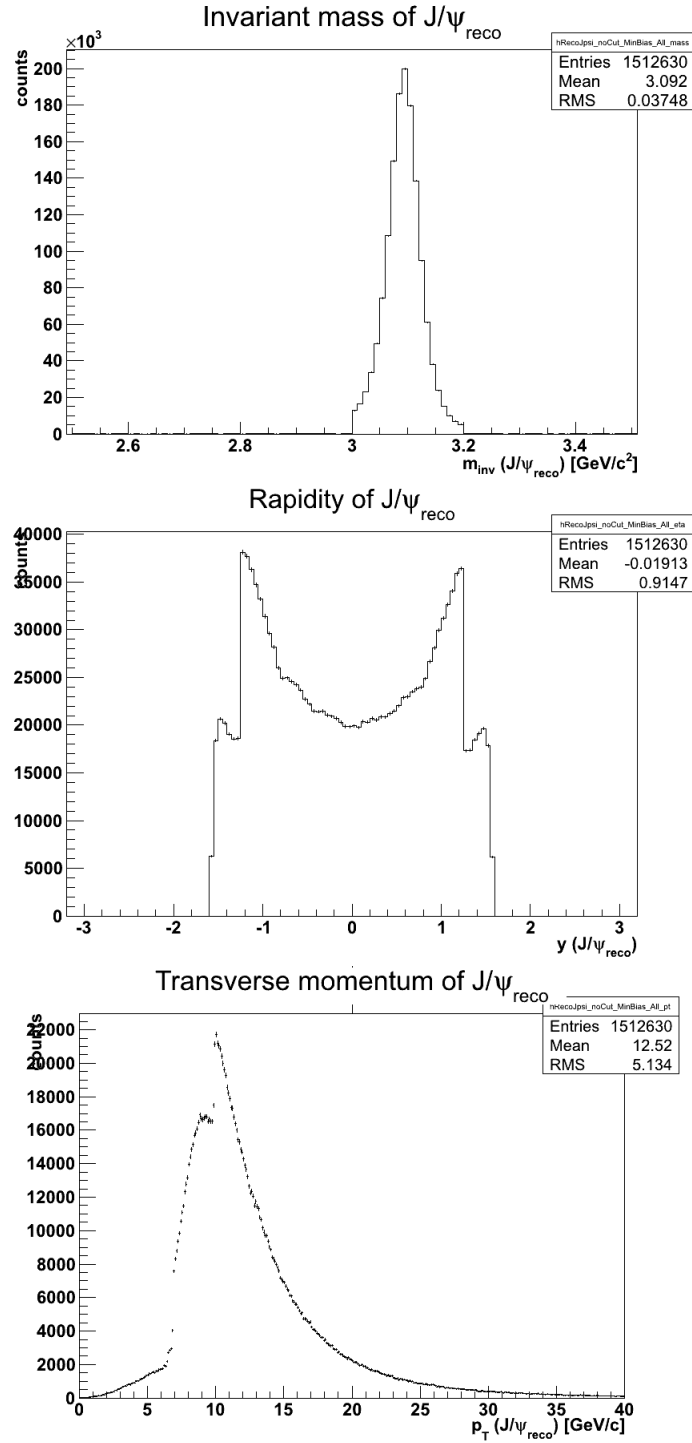 Invariant mass of J/ψreco
×10³
counts
hRecoJpsi_noCut_MinBias_All_mass
Entries 1512630
Mean 3.092
RMS 0.03748
200
180
160
140
120
100
80
60
40
20
0
2.6 2.8 3 3.2 3.4
minv (J/ψreco) [GeV/c²]
Rapidity of J/ψreco
counts
hRecoJpsi_noCut_MinBias_All_eta
Entries 1512630
Mean -0.01913
RMS 0.9147
40000
35000
30000
25000
20000
15000
10000
5000
0
-3 -2 -1 0 1 2 3
y (J/ψreco)
Transverse momentum of J/ψreco
counts
hRecoJpsi_noCut_MinBias_All_pt
Entries 1512630
Mean 12.52
RMS 5.134
22000
20000
18000
16000
14000
12000
10000
8000
6000
4000
2000
0
0 5 10 15 20 25 30 35 40
pT (J/ψreco) [GeV/c]